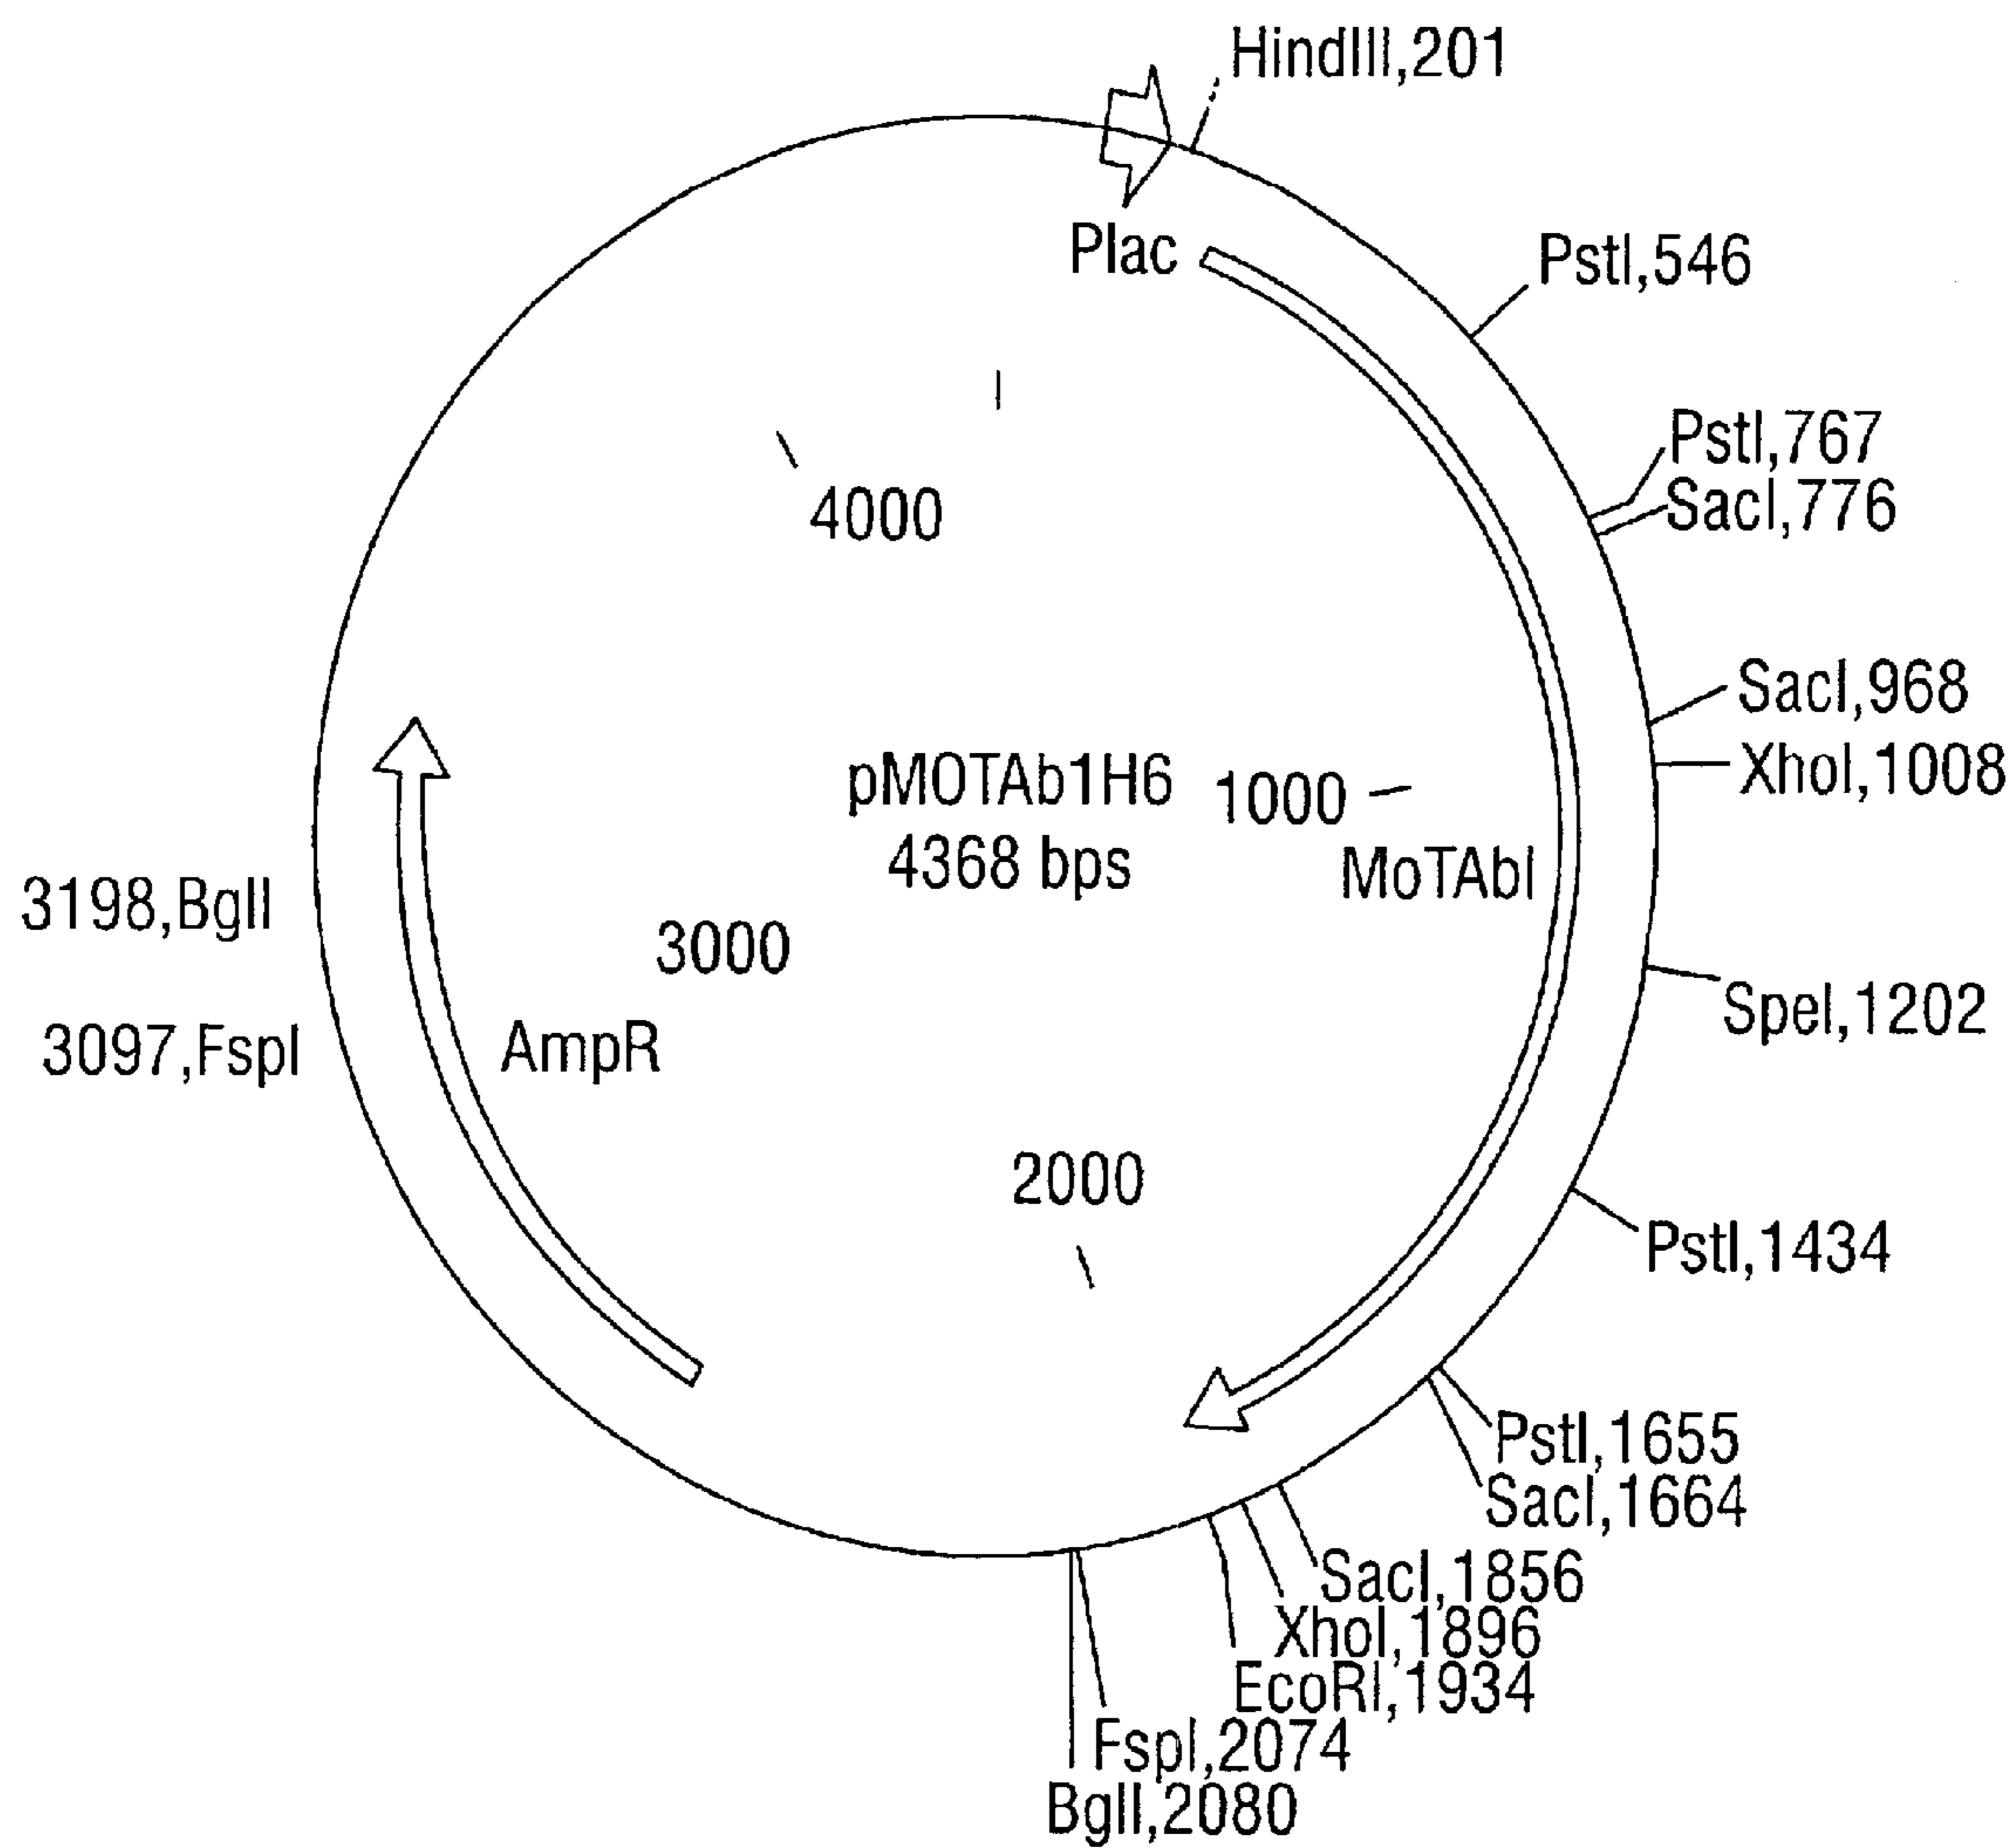 HindIII,201
Plac
PstI,546
PstI,767
SacI,776
4000
SacI,968
XhoI,1008
pMOTAb1H6
4368 bps
1000
MoTAbI
3198,BglI
3000
SpeI,1202
3097,FspI
AmpR
2000
PstI,1434
PstI,1655
SacI,1664
SacI,1856
XhoI,1896
EcoRI,1934
FspI,2074
BglI,2080